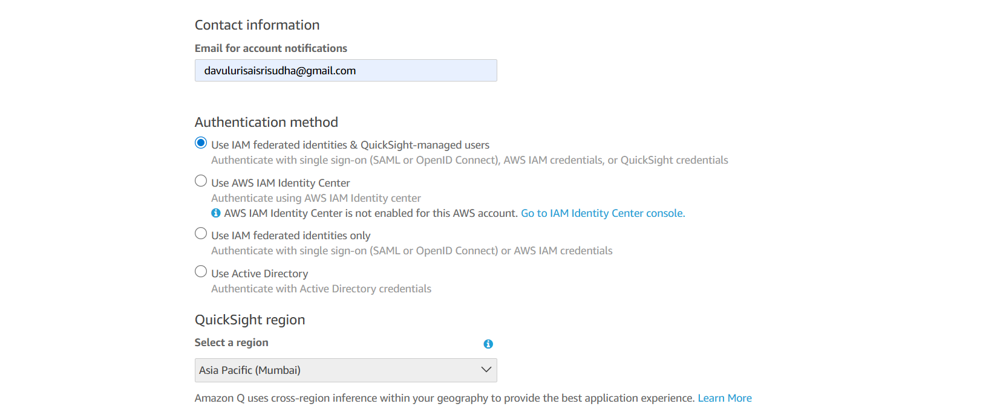 Contact information
Email for account notifications
davulurisaisrisudha@gmail.com
Authentication method
Use IAM federated identities & QuickSight-managed users
Authenticate with single sign-on (SAML or OpenID Connect), AWS IAM credentials, or QuickSight credentials
Use AWS IAM Identity Center
Authenticate using AWS IAM Identity center
AWS IAM Identity Center is not enabled for this AWS account. Go to IAM Identity Center console.
Use IAM federated identities only
Authenticate with single sign-on (SAML or OpenID Connect) or AWS IAM credentials
Use Active Directory
Authenticate with Active Directory credentials
QuickSight region
Select a region
Asia Pacific (Mumbai)
Amazon Q uses cross-region inference within your geography to provide the best application experience. Learn More